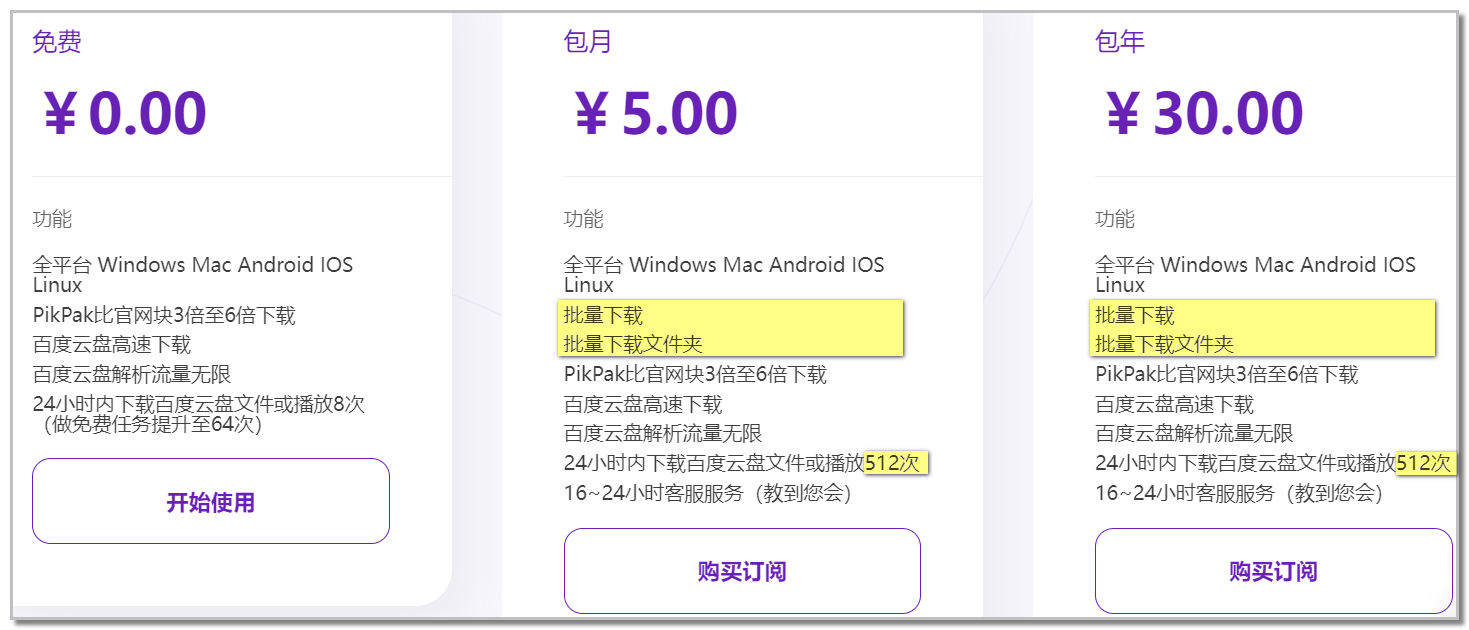 免费
¥0.00
功能
全平台 Windows Mac Android IOS
Linux
PikPak比官网块3倍至6倍下载
百度云盘高速下载
百度云盘解析流量无限
24小时内下载百度云盘文件或播放8次
（做免费任务提升至64次）
开始使用
包月
¥5.00
功能
全平台 Windows Mac Android IOS
Linux
批量下载
批量下载文件夹
PikPak比官网块3倍至6倍下载
百度云盘高速下载
百度云盘解析流量无限
24小时内下载百度云盘文件或播放512次
16~24小时客服服务（教到您会）
购买订阅
包年
¥30.00
功能
全平台 Windows Mac Android IOS
Linux
批量下载
批量下载文件夹
PikPak比官网块3倍至6倍下载
百度云盘高速下载
百度云盘解析流量无限
24小时内下载百度云盘文件或播放512次
16~24小时客服服务（教到您会）
购买订阅